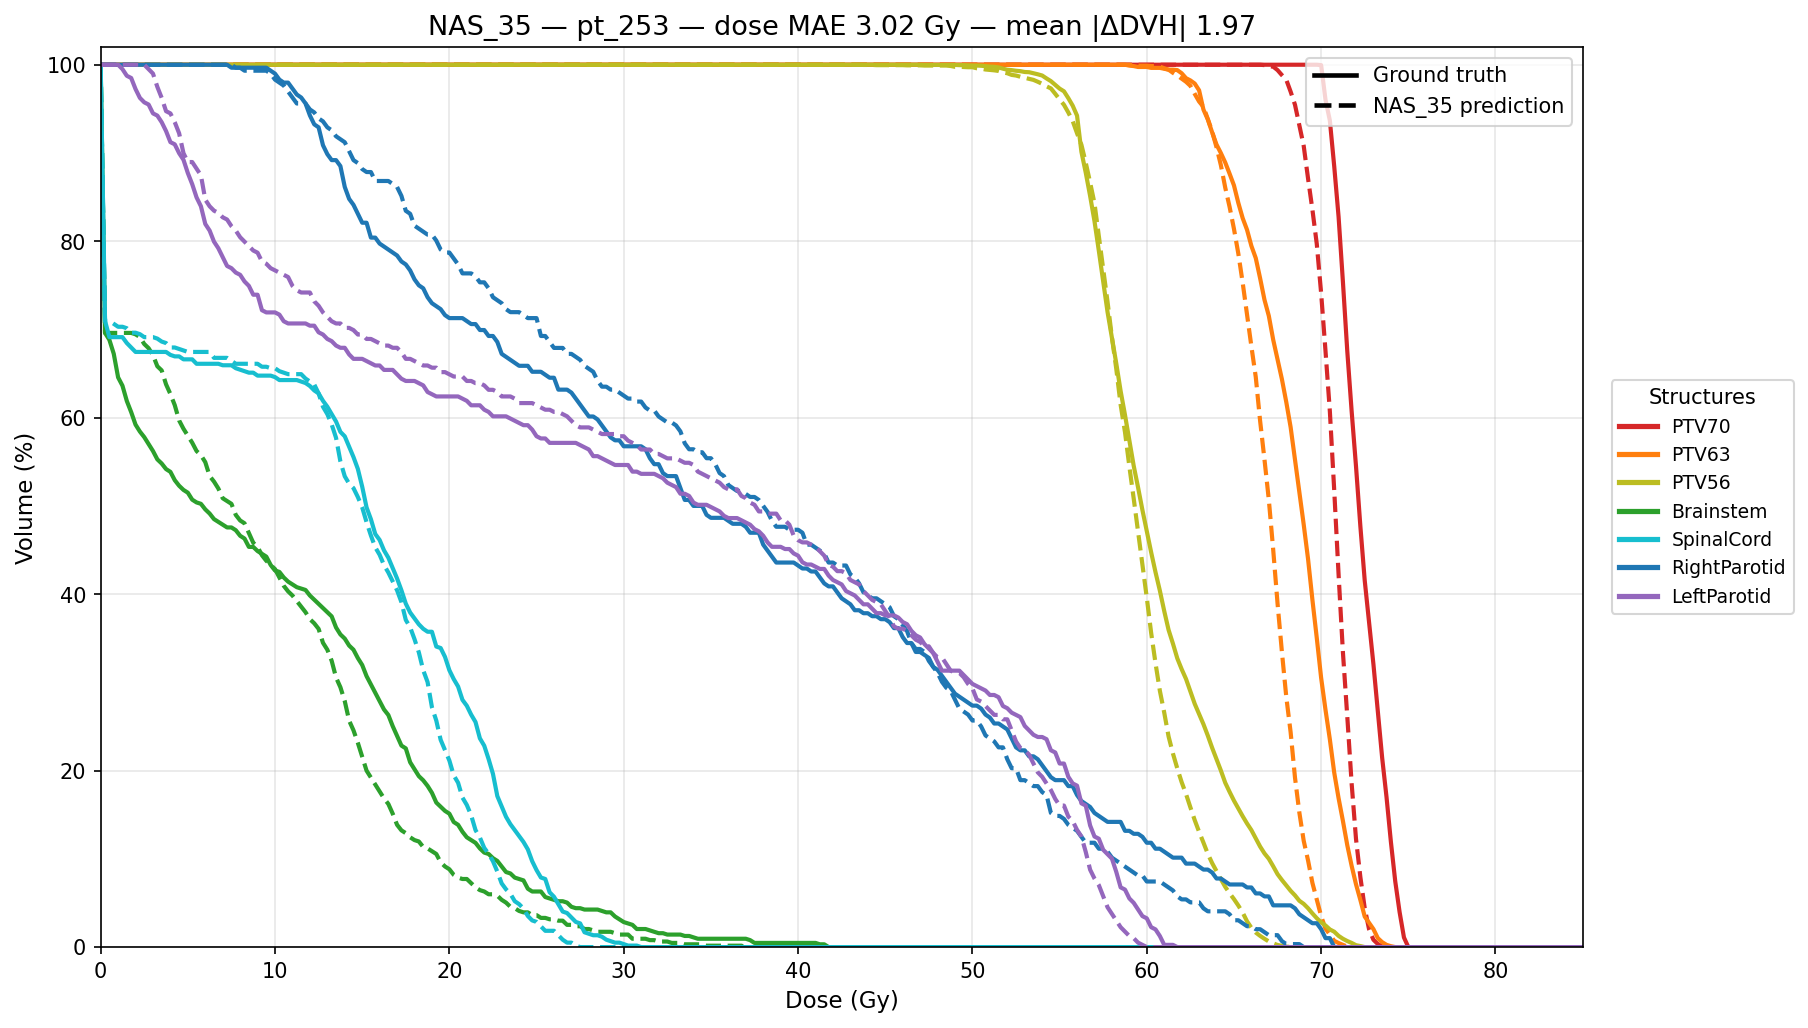 NAS_35 — pt_253 — dose MAE 3.02 Gy — mean |ΔDVH| 1.97
Ground truth
NAS_35 prediction
Structures
PTV70
PTV63
PTV56
Brainstem
SpinalCord
RightParotid
LeftParotid
Volume (%)
100
80
60
40
20
0
0 10 20 30 40 50 60 70 80
Dose (Gy)